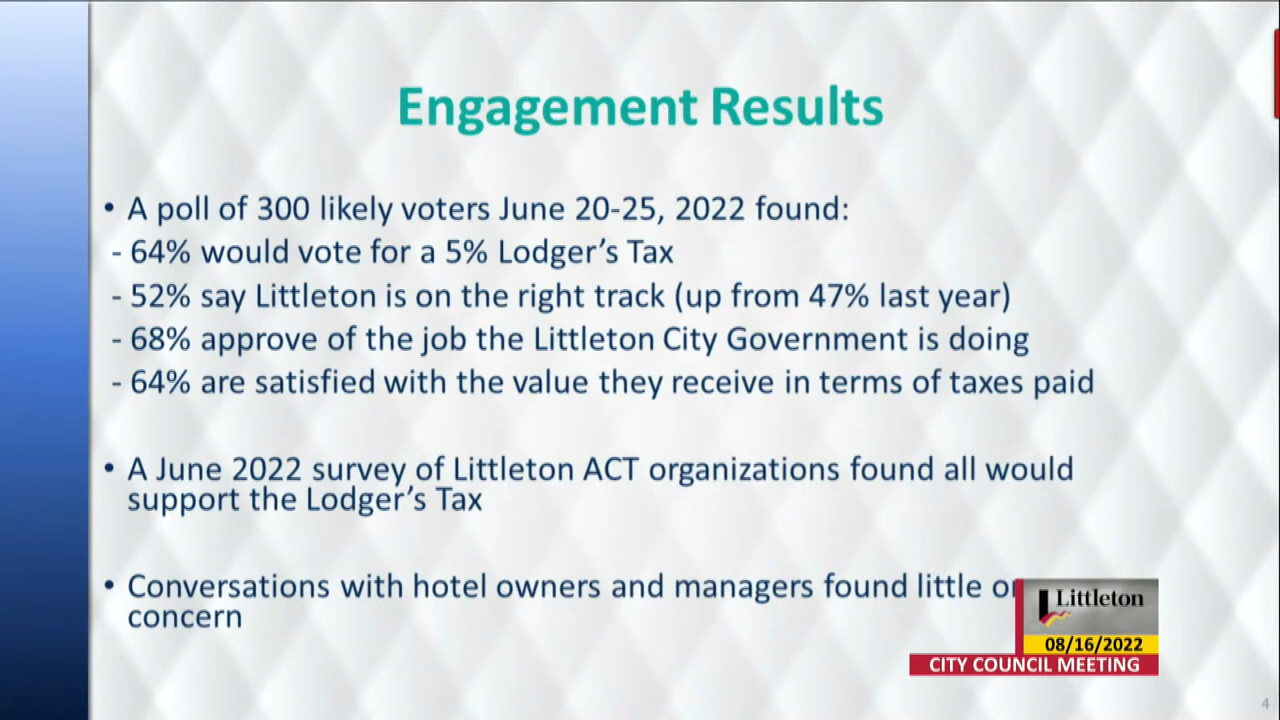 Engagement Results
• A poll of 300 likely voters June 20-25, 2022 found:
- 64% would vote for a 5% Lodger's Tax
- 52% say Littleton is on the right track (up from 47% last year)
- 68% approve of the job the Littleton City Government is doing
- 64% are satisfied with the value they receive in terms of taxes paid
• A June 2022 survey of Littleton ACT organizations found all would
support the Lodger's Tax
• Conversations with hotel owners and managers found little or
concern
Littleton
08/16/2022
CITY COUNCIL MEETING
4